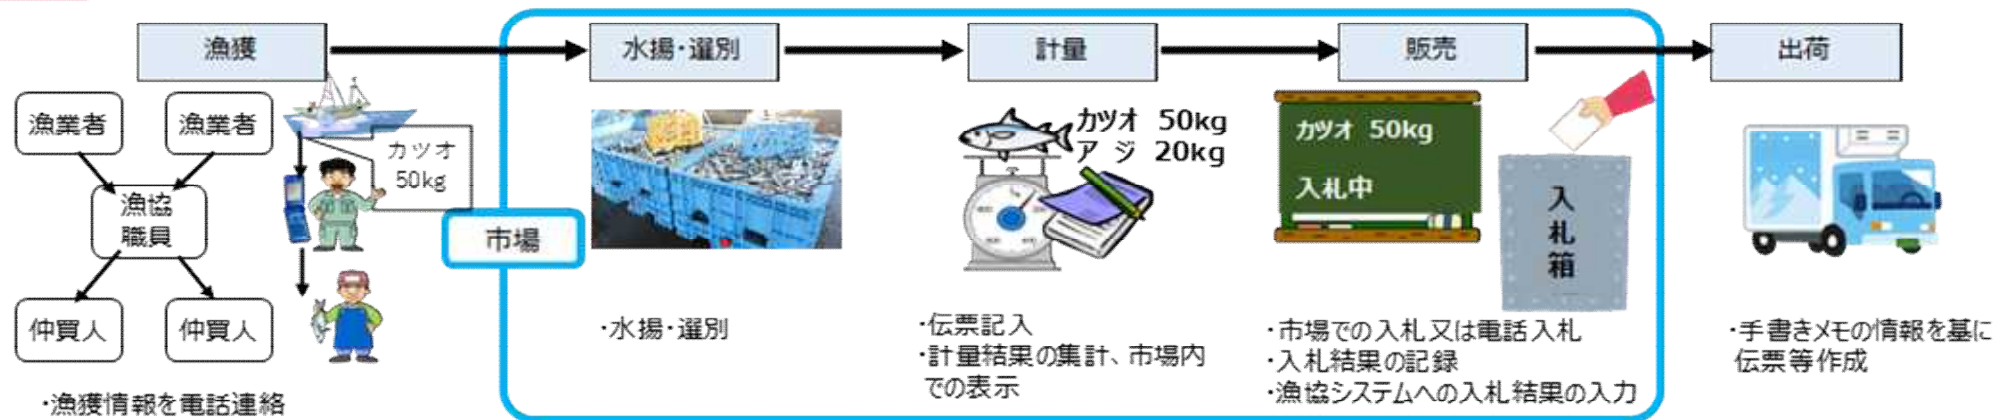 漁獲
水揚・選別
計量
販売
出荷
漁業者
漁業者
漁協
職員
仲買人
仲買人
カツオ
50kg
・漁獲情報を電話連絡
市場
・水揚・選別
カツオ 50kg
アジ 20kg
・伝票記入
・計量結果の集計、市場内
での表示
カツオ 50kg
入札中
入札箱
・市場での入札又は電話入札
・入札結果の記録
・漁協システムへの入札結果の入力
・手書きメモの情報を基に
伝票等作成